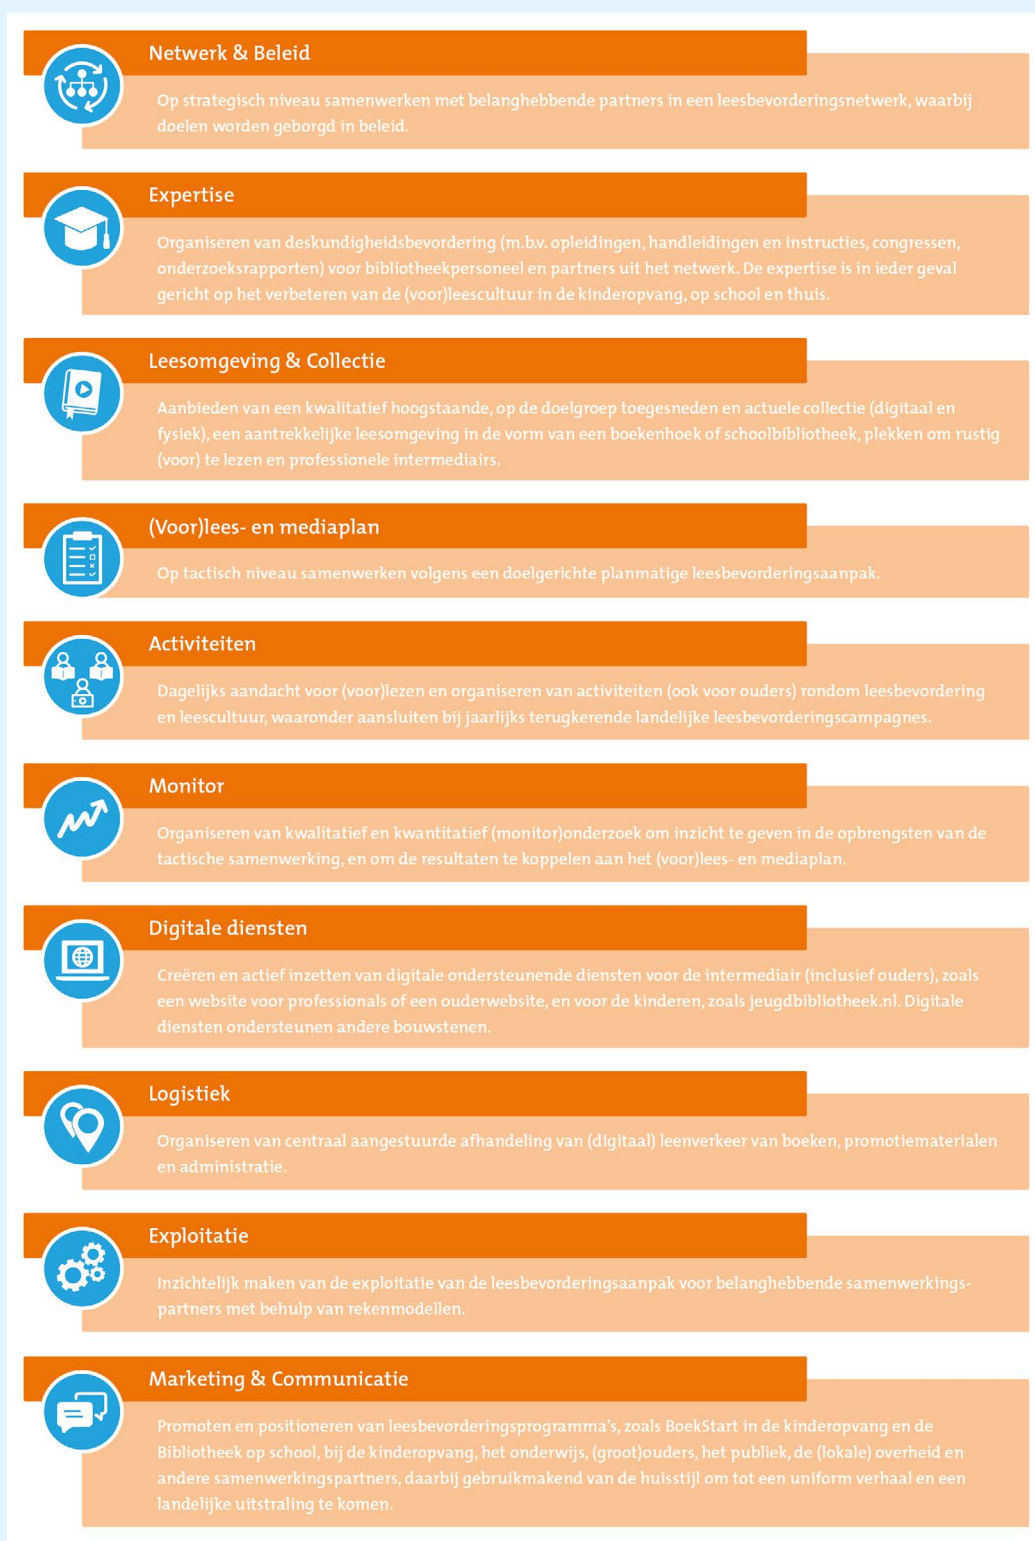 Netwerk & Beleid
Op strategisch niveau samenwerken met belanghebbende partners in een leesbevorderingsnetwerk, waarbij
doelen worden geborgd in beleid.
Expertise
Organiseren van deskundigheidsbevordering (m.b.v. opleidingen, handleidingen en instructies, congressen,
onderzoeksrapporten) voor bibliotheekpersoneel en partners uit het netwerk. De expertise is in ieder geval
gericht op het verbeteren van de (voor)leescultuur in de kinderopvang, op school en thuis.
Leesomgeving & Collectie
Aanbieden van een kwalitatief hoogstaande, op de doelgroep toegesneden en actuele collectie (digitaal en
fysiek), een aantrekkelijke leesomgeving in de vorm van een boekenhoek of schoolbibliotheek, plekken om rustig
(voor) te lezen en professionele intermediairs.
(Voor)lees- en mediaplan
Op tactisch niveau samenwerken volgens een doelgerichte planmatige leesbevorderingsaanpak.
Activiteiten
Dagelijks aandacht voor (voor)lezen en organiseren van activiteiten (ook voor ouders) rondom leesbevordering
en leescultuur, waaronder aansluiten bij jaarlijks terugkerende landelijke leesbevorderingscampagnes.
Monitor
Organiseren van kwalitatief en kwantitatief (monitor)onderzoek om inzicht te geven in de opbrengsten van de
tactische samenwerking, en om de resultaten te koppelen aan het (voor)lees- en mediaplan.
Digitale diensten
Creëren en actief inzetten van digitale ondersteunende diensten voor de intermediair (inclusief ouders), zoals
een website voor professionals of een ouderwebsite, en voor de kinderen, zoals jeugdbibliotheek.nl. Digitale
diensten ondersteunen andere bouwstenen.
Logistiek
Organiseren van centraal aangestuurde afhandeling van (digitaal) leenverkeer van boeken, promotiematerialen
en administratie.
Exploitatie
Inzichtelijk maken van de exploitatie van de leesbevorderingsaanpak voor belanghebbende samenwerkings-
partners met behulp van rekenmodellen.
Marketing & Communicatie
Promoten en positioneren van leesbevorderingsprogramma's, zoals BoekStart in de kinderopvang en de
Bibliotheek op school, bij de kinderopvang, het onderwijs, (groot)ouders, het publiek, de (lokale) overheid en
andere samenwerkingspartners, daarbij gebruikmakend van de huisstijl om tot een uniform verhaal en een
landelijke uitstraling te komen.